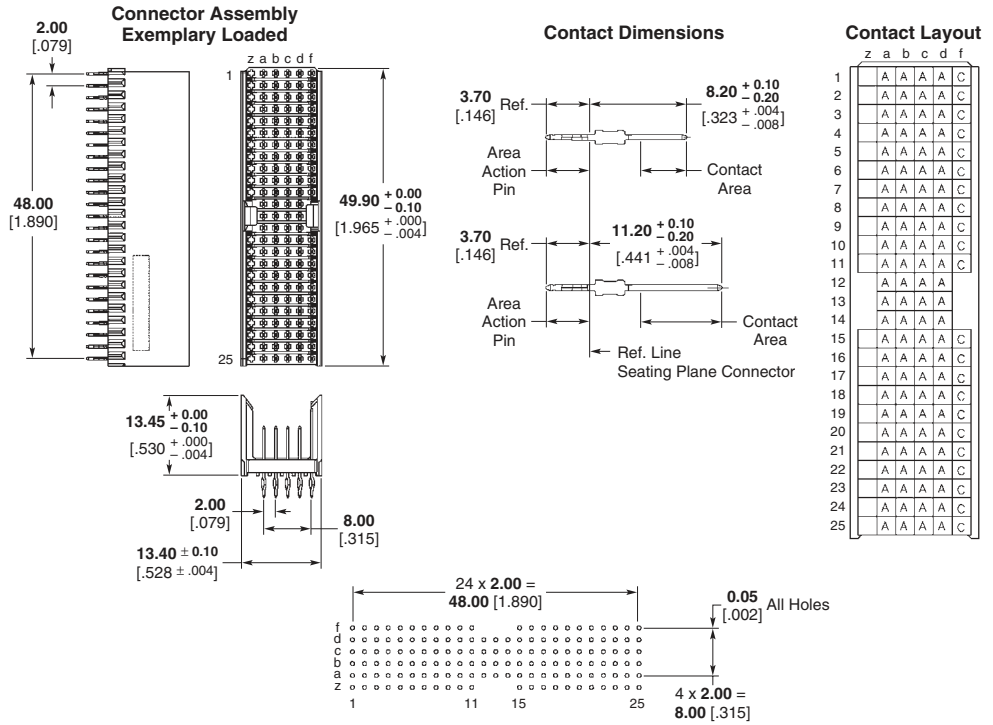 Connector Assembly
Exemplary Loaded
2.00
[.079]
48.00
[1.890]
z a b c d f
1
25
49.90 + 0.00 − 0.10
[1.965 + .000 − .004]
13.45 + 0.00 − 0.10
[.530 + .000 − .004]
2.00
[.079]
8.00
[.315]
13.40 ± 0.10
[.528 ± .004]
Contact Dimensions
3.70 Ref.
[.146]
8.20 + 0.10 − 0.20
[.323 + .004 − .008]
Area
Action
Pin
Contact
Area
3.70 Ref.
[.146]
11.20 + 0.10 − 0.20
[.441 + .004 − .008]
Area
Action
Pin
Contact
Area
Ref. Line
Seating Plane Connector
Contact Layout
z a b c d f
1 A A A A C
2 A A A A C
3 A A A A C
4 A A A A C
5 A A A A C
6 A A A A C
7 A A A A C
8 A A A A C
9 A A A A C
10 A A A A C
11 A A A A C
12 A A A A
13 A A A A
14 A A A A
15 A A A A C
16 A A A A C
17 A A A A C
18 A A A A C
19 A A A A C
20 A A A A C
21 A A A A C
22 A A A A C
23 A A A A C
24 A A A A C
25 A A A A C
24 x 2.00 =
48.00 [1.890]
0.05 All Holes
[.002]
f
d
c
b
a
z
1 11 15 25
4 x 2.00 =
8.00 [.315]